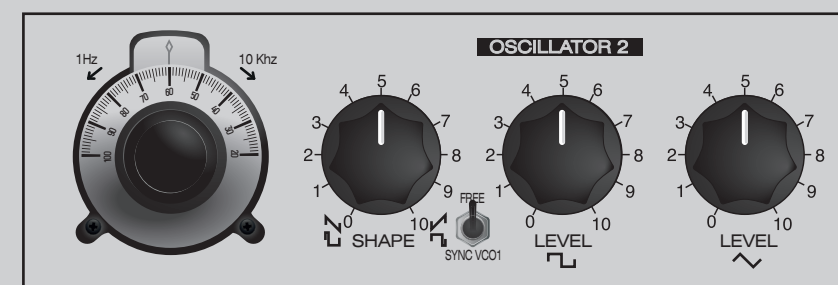 OSCILLATOR 2
1Hz
10 Khz
100 90 80 70 60 50 40 30 20
0 1 2 3 4 5 6 7 8 9 10
SHAPE
FREE
SYNC VCO1
0 1 2 3 4 5 6 7 8 9 10
LEVEL
0 1 2 3 4 5 6 7 8 9 10
LEVEL